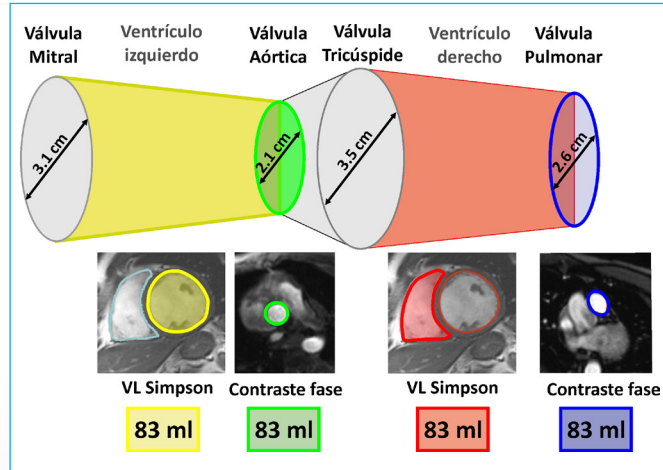 Válvula
Mitral
Ventrículo
izquierdo
Válvula
Aórtica
Válvula
Tricúspide
Ventrículo
derecho
Válvula
Pulmonar
3.1 cm
2.1 cm
3.5 cm
2.6 cm
VL Simpson
Contraste fase
VL Simpson
Contraste fase
83 ml
83 ml
83 ml
83 ml